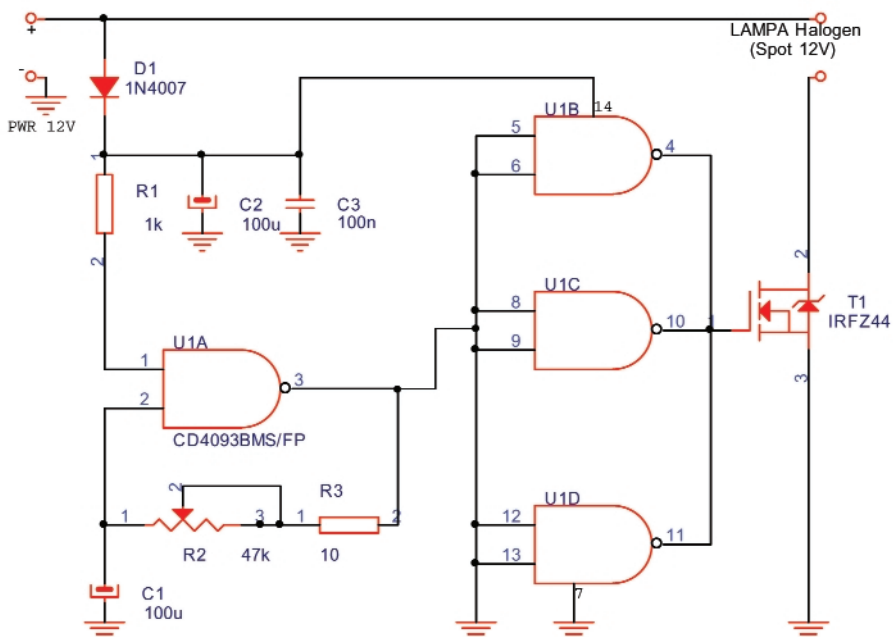 +
LAMPA Halogen
(Spot 12V)
-
D1
1N4007
PWR 12V
1
R1
1k
2
C2
100u
C3
100n
U1B
14
5
6
4
U1C
8
9
10
1
2
T1
IRFZ44
3
U1A
1
2
3
CD4093BMS/FP
1
2
3
R2
47k
R3
1
2
10
C1
100u
U1D
12
13
11
7